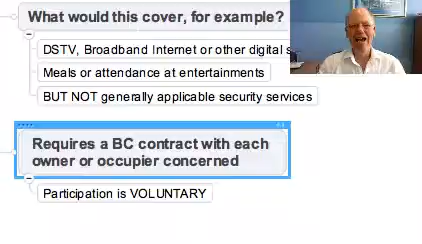 What would this cover, for example?
DSTV, Broadband Internet or other digital s
Meals or attendance at entertainments
BUT NOT generally applicable security services
Requires a BC contract with each
owner or occupier concerned
Participation is VOLUNTARY